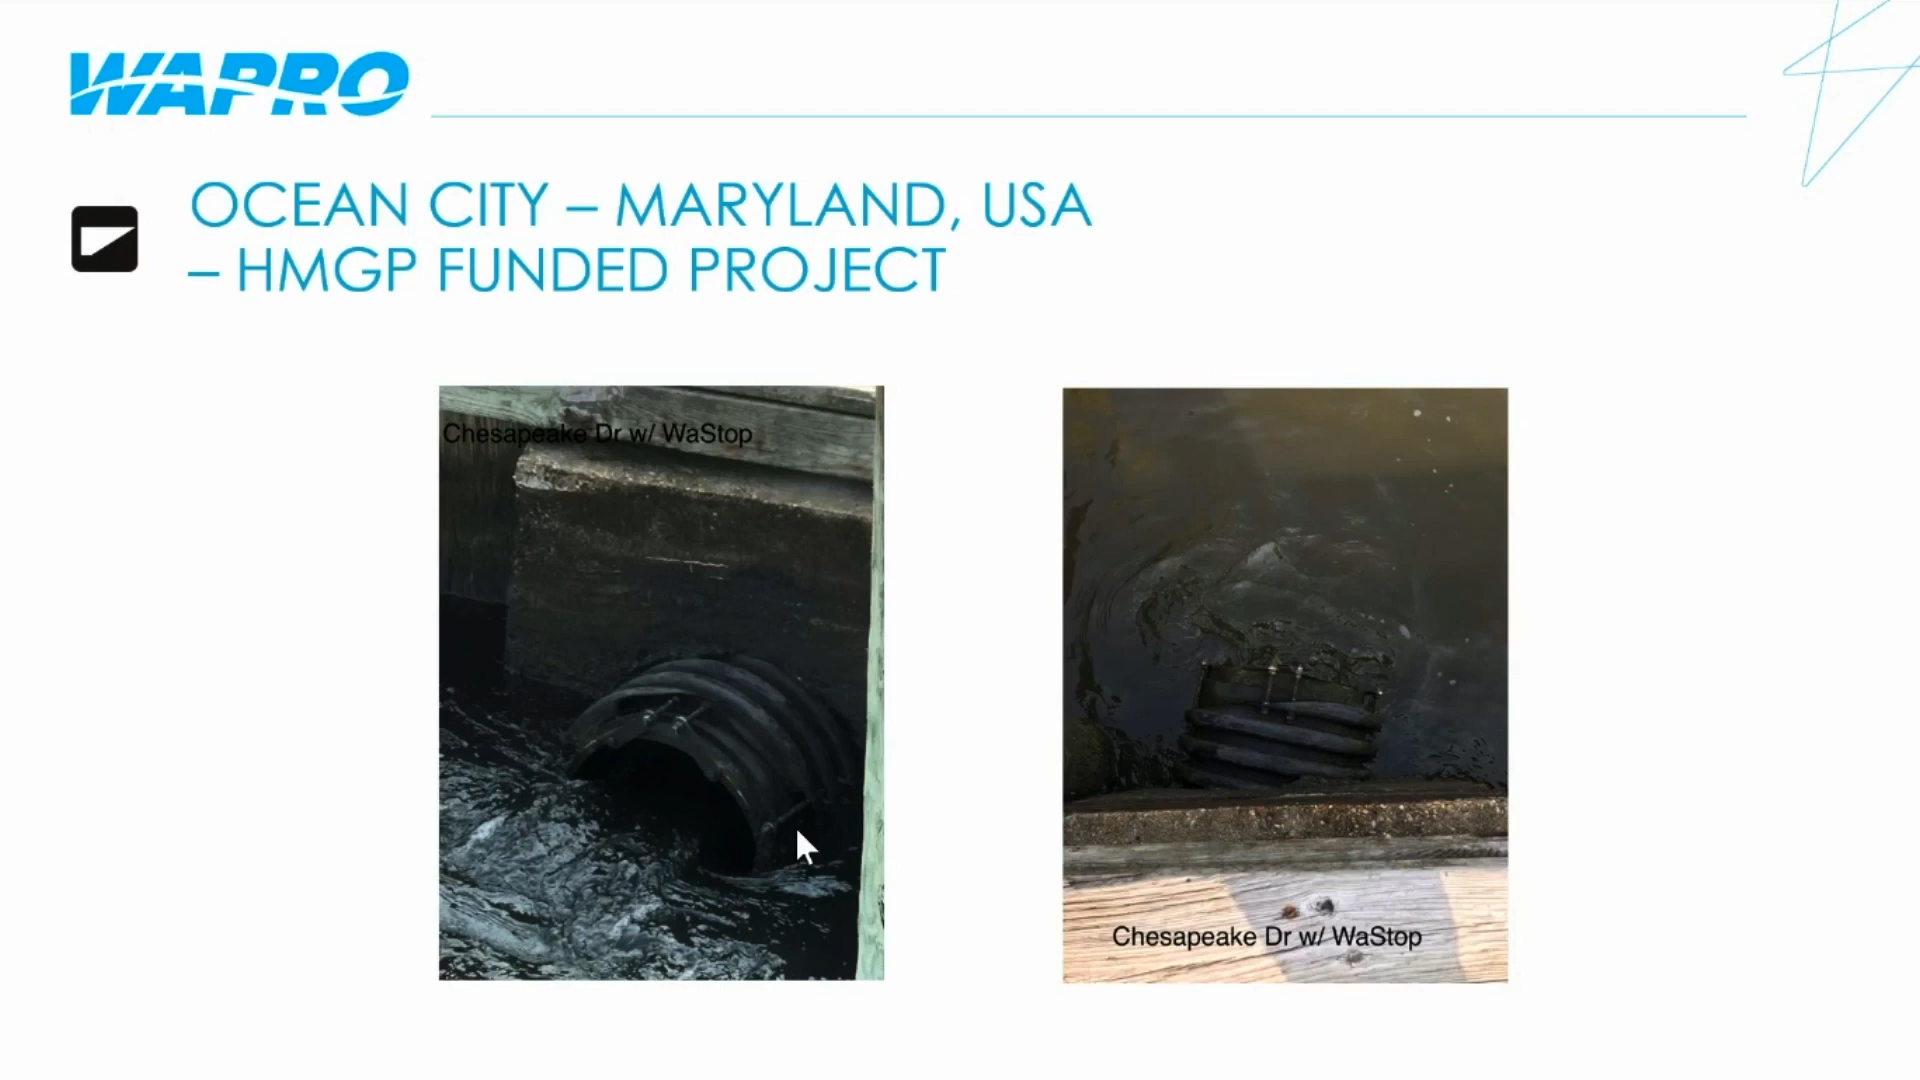 WAPRO
OCEAN CITY – MARYLAND, USA
– HMGP FUNDED PROJECT
Chesapeake Dr w/ WaStop
Chesapeake Dr w/ WaStop